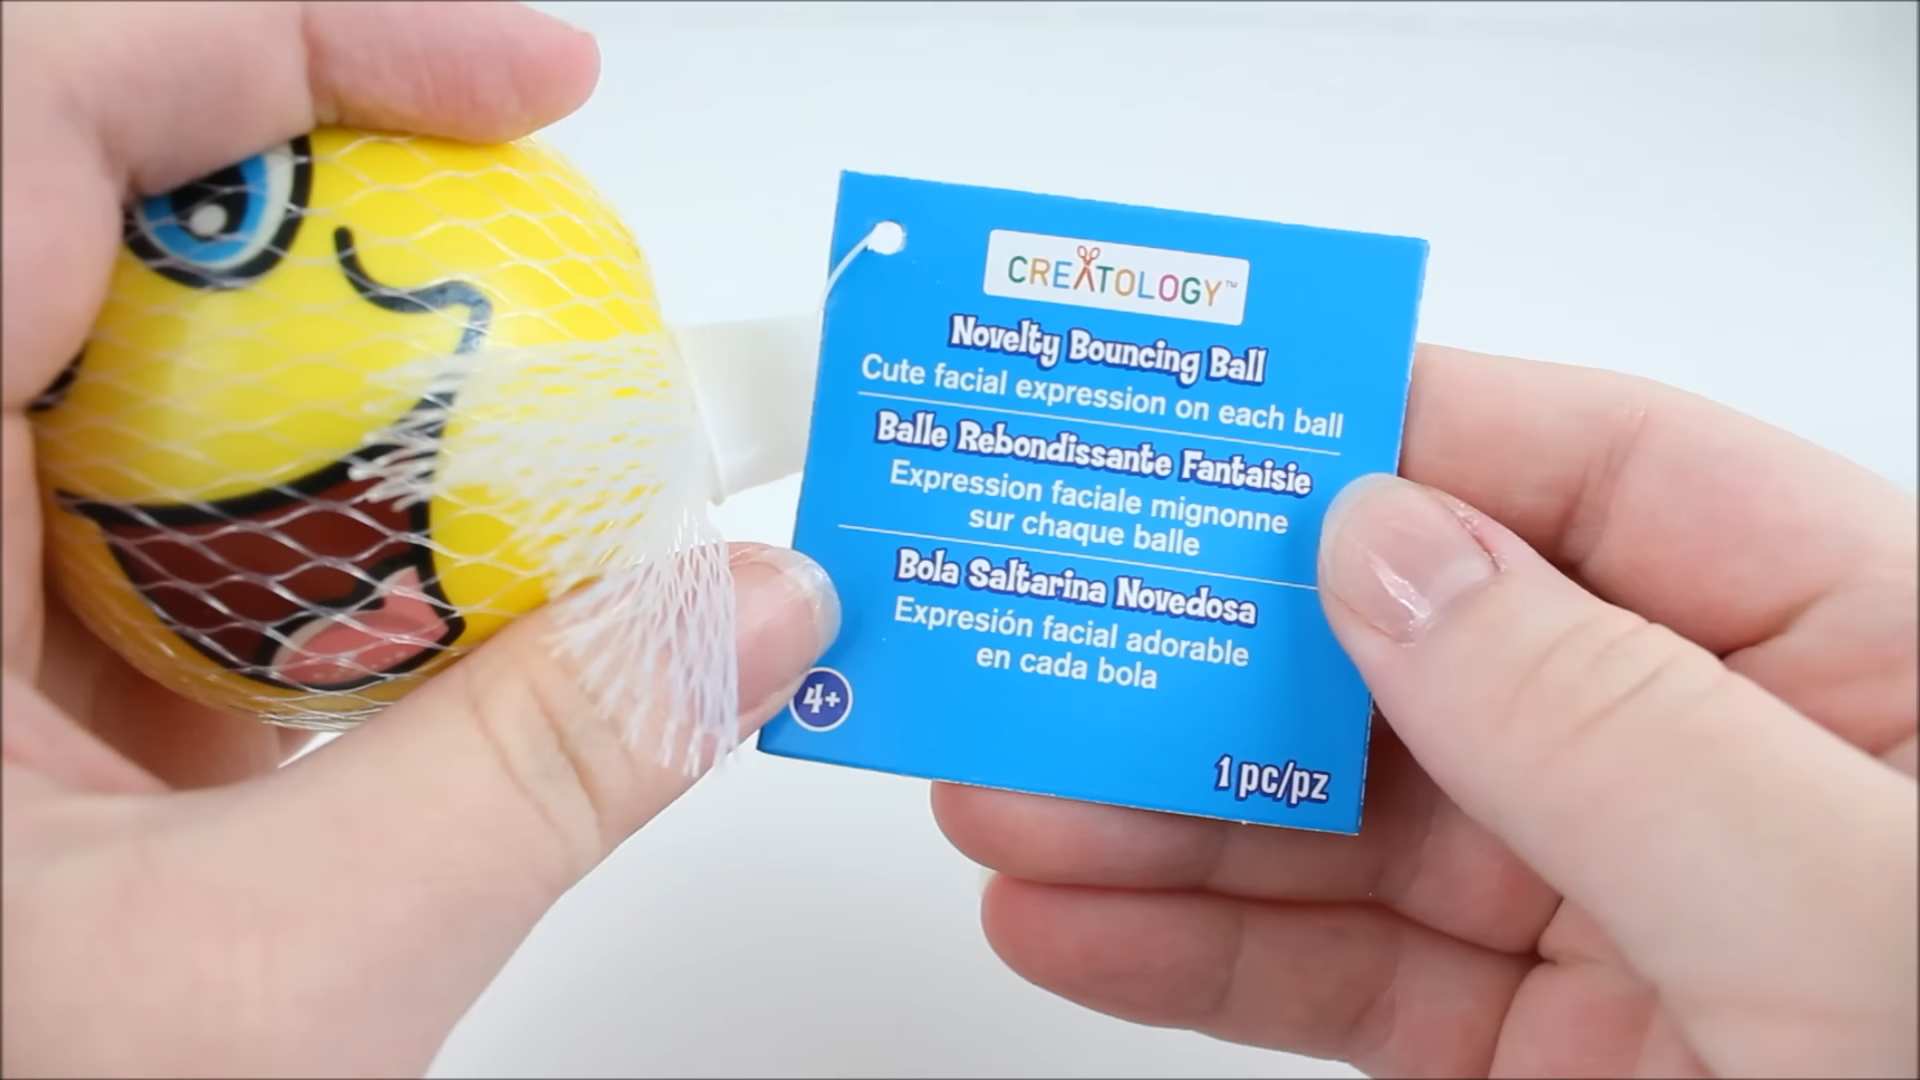 CREATOLOGY™
Novelty Bouncing Ball
Cute facial expression on each ball
Balle Rebondissante Fantaisie
Expression faciale mignonne
sur chaque balle
Bola Saltarina Novedosa
Expresión facial adorable
en cada bola
4+
1 pc/pz